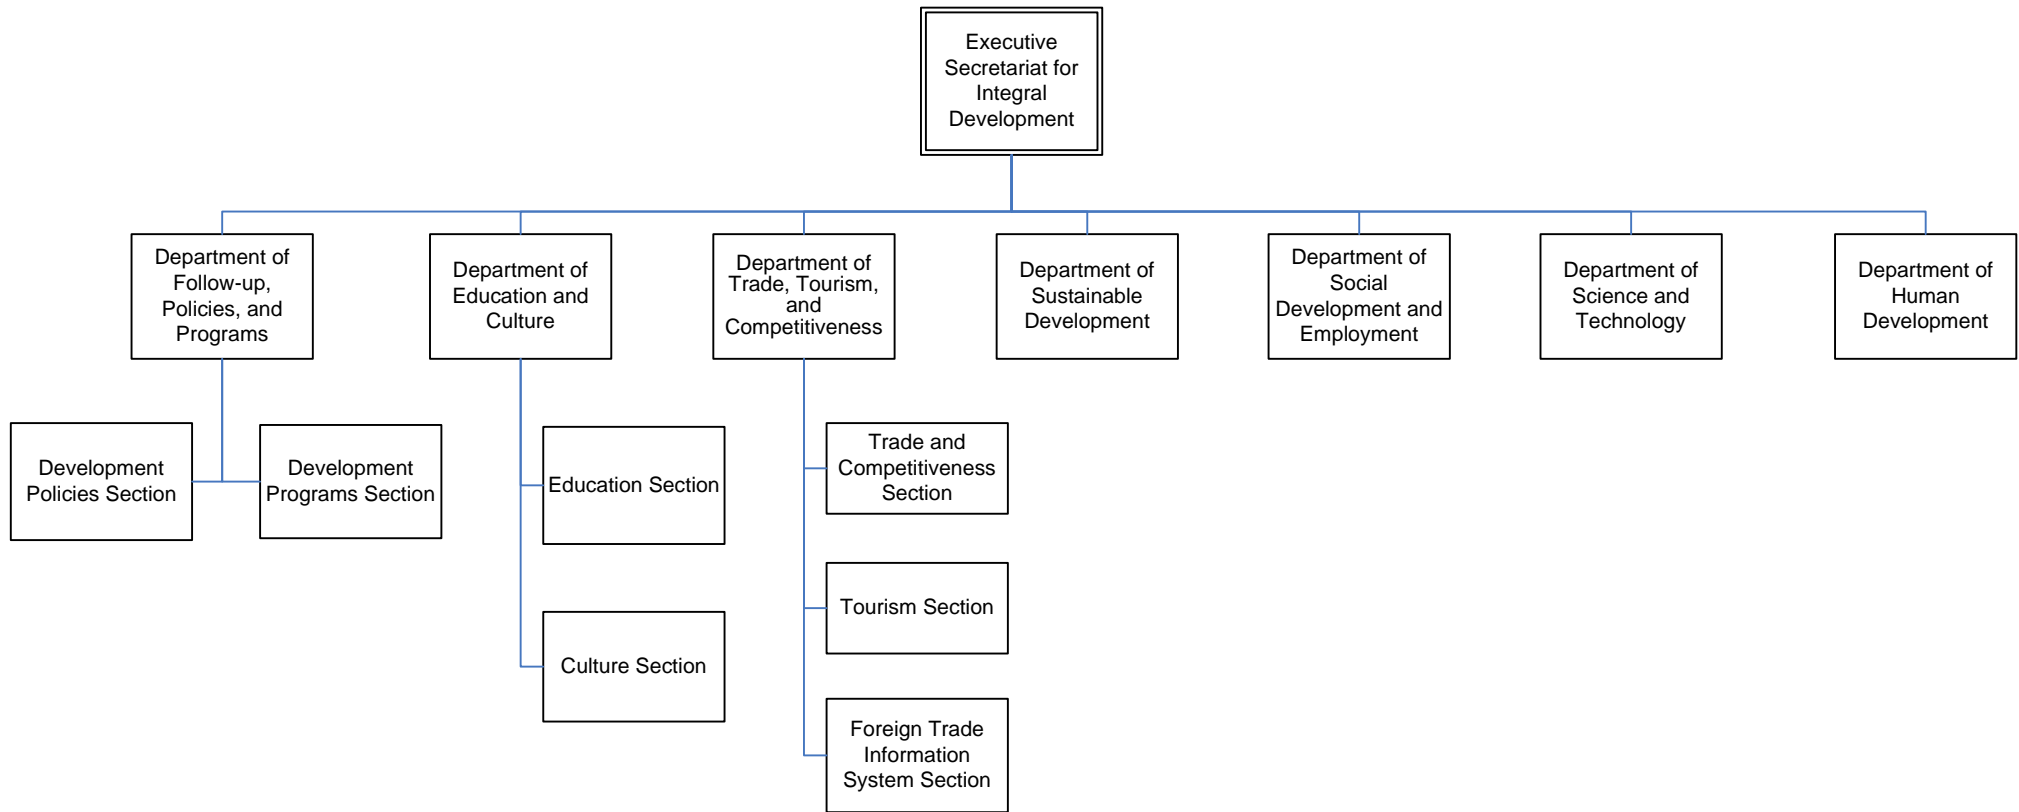 Executive
Secretariat for
Integral
Development
Department of
Follow-up,
Policies, and
Programs
Department of
Education and
Culture
Department of
Trade, Tourism,
and
Competitiveness
Department of
Sustainable
Development
Department of
Social
Development and
Employment
Department of
Science and
Technology
Department of
Human
Development
Development
Policies Section
Development
Programs Section
Education Section
Culture Section
Trade and
Competitiveness
Section
Tourism Section
Foreign Trade
Information
System Section